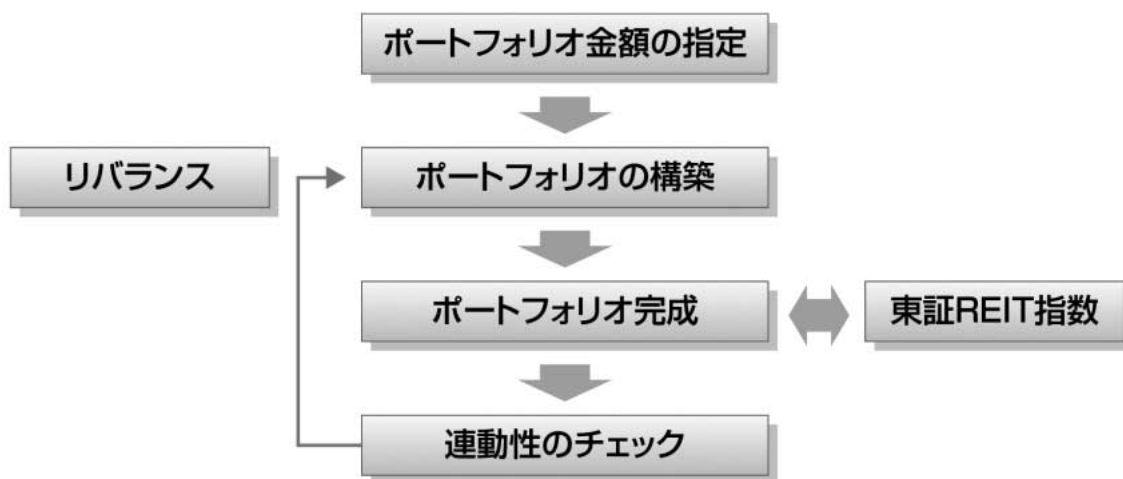 ポートフォリオ金額の指定
リバランス
ポートフォリオの構築
ポートフォリオ完成
東証REIT指数
連動性のチェック